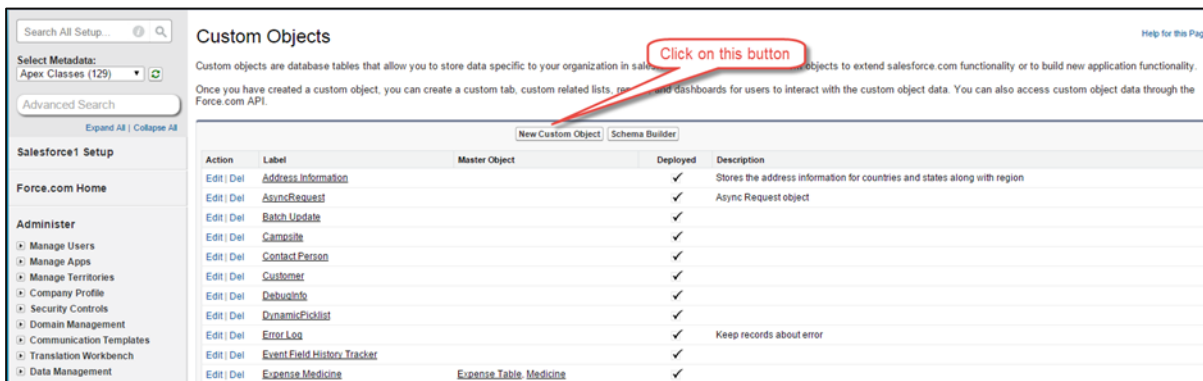 Search All Setup...
Select Metadata:
Apex Classes (129)
Advanced Search
Expand All | Collapse All
Salesforce1 Setup
Force.com Home
Administer
Manage Users
Manage Apps
Manage Territories
Company Profile
Security Controls
Domain Management
Communication Templates
Translation Workbench
Data Management
Custom Objects
Help for this Pag
Click on this button
Custom objects are database tables that allow you to store data specific to your organization in sales objects to extend salesforce.com functionality or to build new application functionality.
Once you have created a custom object, you can create a custom tab, custom related lists, and dashboards for users to interact with the custom object data. You can also access custom object data through the
Force.com API.
New Custom Object Schema Builder
Action Label Master Object Deployed Description
Edit | Del Address Information ✓ Stores the address information for countries and states along with region
Edit | Del AsyncRequest ✓ Async Request object
Edit | Del Batch Update ✓
Edit | Del Campsite ✓
Edit | Del Contact Person ✓
Edit | Del Customer ✓
Edit | Del DebugInfo ✓
Edit | Del DynamicPicklist ✓
Edit | Del Error Log ✓ Keep records about error
Edit | Del Event Field History Tracker ✓
Edit | Del Expense Medicine Expense Table, Medicine ✓